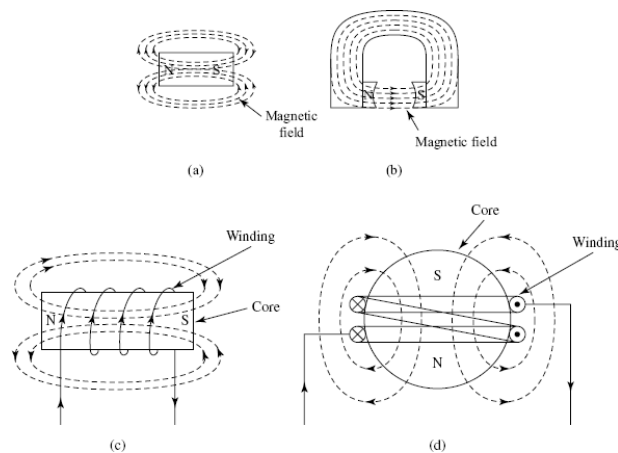 N S
Magnetic
field
(a)
N S
Magnetic field
(b)
Winding
Core
N S
(c)
Core
Winding
S
N
(d)